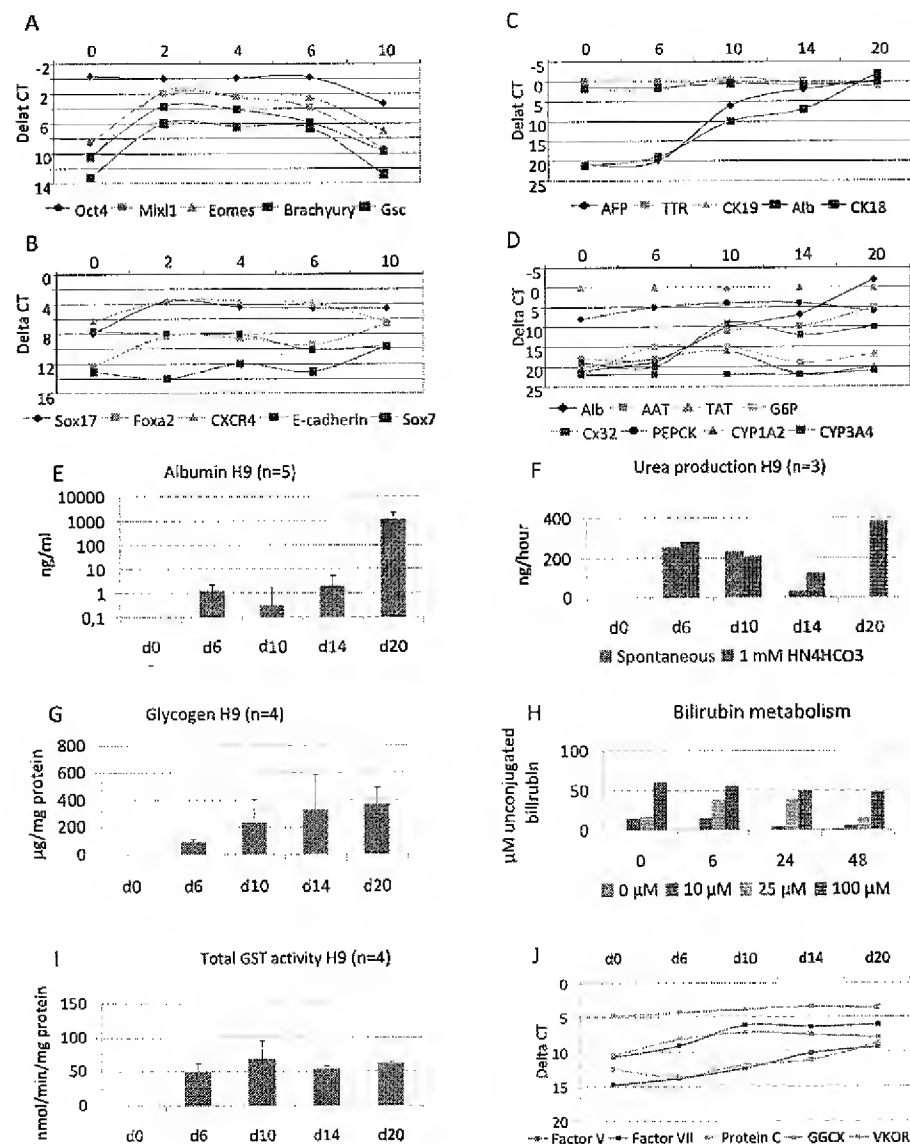 A
0 2 4 6 10
Delat CT
-2
2
6
10
14
Oct4 Mixl1 Eomes Brachyury Gsc
B
0 2 4 6 10
Delta CT
0
4
8
12
16
Sox17 Foxa2 CXCR4 E-cadherin Sox7
C
0 6 10 14 20
Delat CT
-5
0
5
10
15
20
25
AFP TTR CK19 Alb CK18
D
0 6 10 14 20
Delta CT
-5
0
5
10
15
20
25
Alb AAT TAT G6P
Cx32 PEPCK CYP1A2 CYP3A4
E
Albumin H9 (n=5)
ng/ml
10000
1000
100
10
1
0,1
d0 d6 d10 d14 d20
F
Urea production H9 (n=3)
ng/hour
400
200
0
d0 d6 d10 d14 d20
Spontaneous 1 mM HN4HCO3
G
Glycogen H9 (n=4)
µg/mg protein
800
600
400
200
0
d0 d6 d10 d14 d20
H
Bilirubin metabolism
µM unconjugated
bilirubin
100
50
0
0 6 24 48
0 µM 10 µM 25 µM 100 µM
I
Total GST activity H9 (n=4)
nmol/min/mg protein
150
100
50
0
d0 d6 d10 d14 d20
J
d0 d6 d10 d14 d20
Delta CT
0
5
10
15
20
Factor V Factor VII Protein C GGCX VKOR